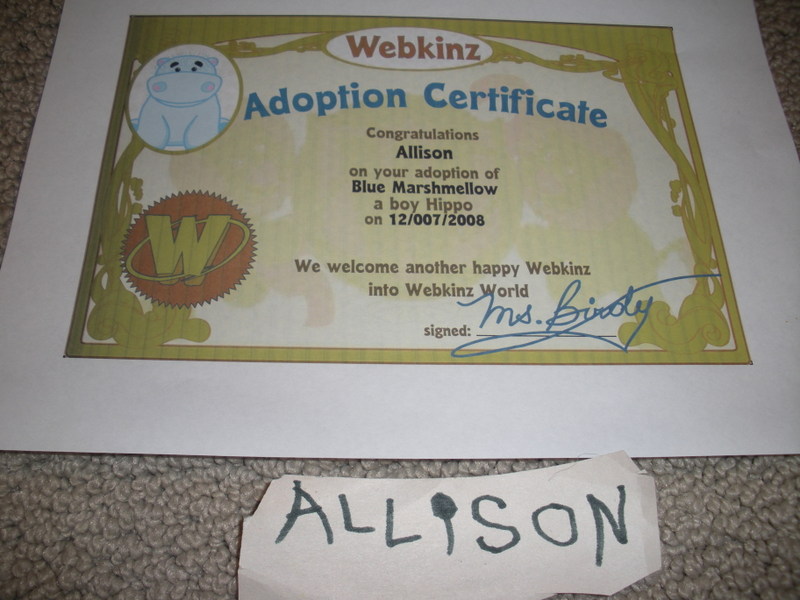 Webkinz
Adoption Certificate
Congratulations
Allison
on your adoption of
Blue Marshmellow
a boy Hippo
on 12/007/2008
W
We welcome another happy Webkinz
into Webkinz World
signed: Ms. Birdy
ALLISON